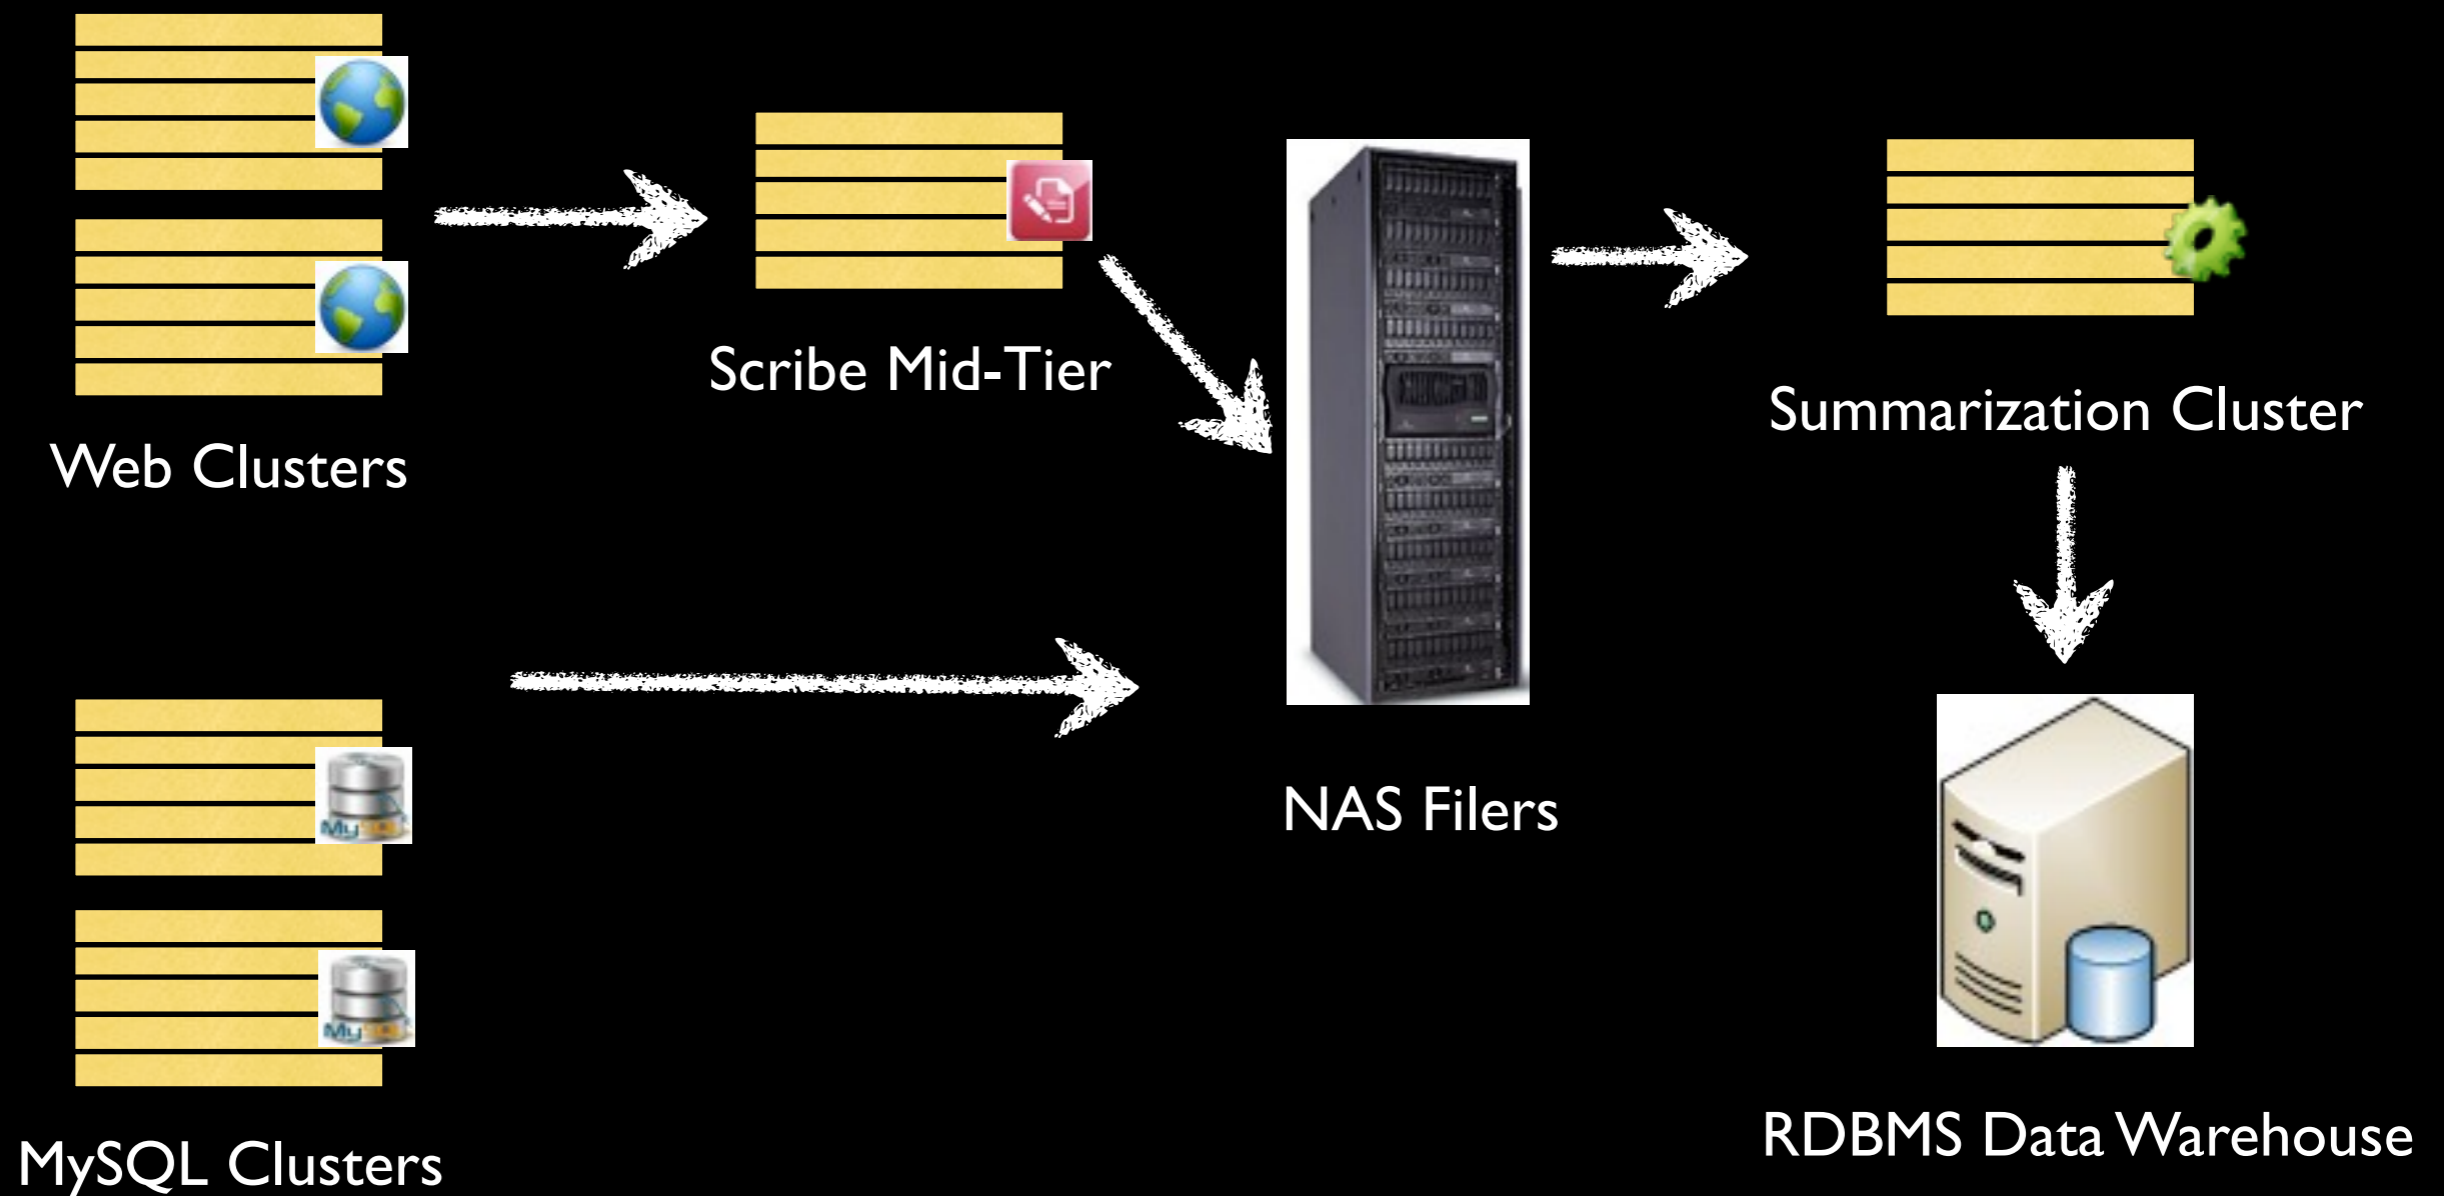 Web Clusters
Scribe Mid-Tier
Summarization Cluster
NAS Filers
MySQL Clusters
RDBMS Data Warehouse